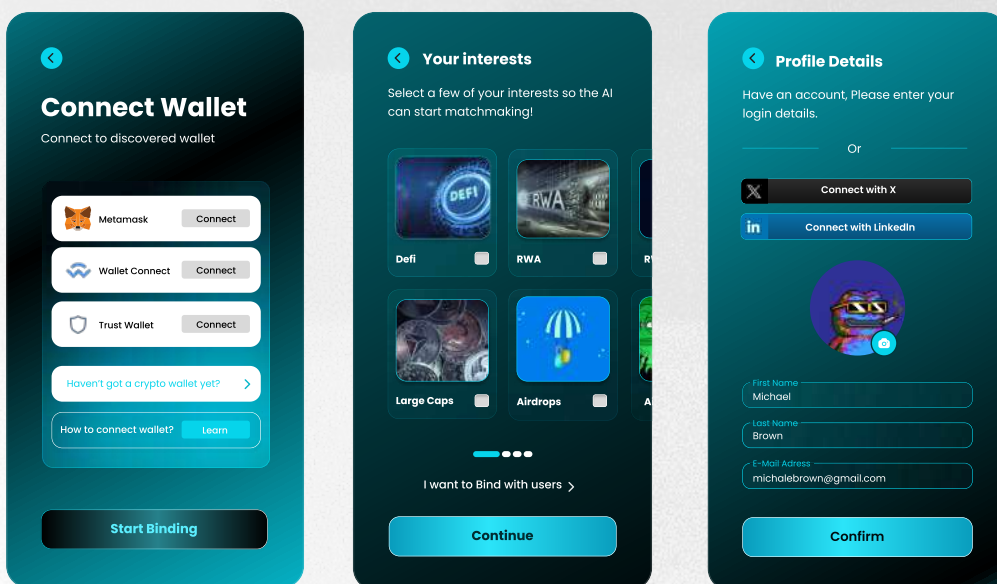 Connect Wallet
Connect to discovered wallet
Metamask
Connect
Wallet Connect
Connect
Trust Wallet
Connect
Haven't got a crypto wallet yet?
How to connect wallet?
Learn
Start Binding
Your interests
Select a few of your interests so the AI
can start matchmaking!
DEFI
Defi
RWA
RWA
Large Caps
Airdrops
A
I want to Bind with users
Continue
Profile Details
Have an account, Please enter your
login details.
Or
X
Connect with X
in
Connect with LinkedIn
First Name
Michael
Last Name
Brown
E-Mail Adress
michalebrown@gmail.com
Confirm